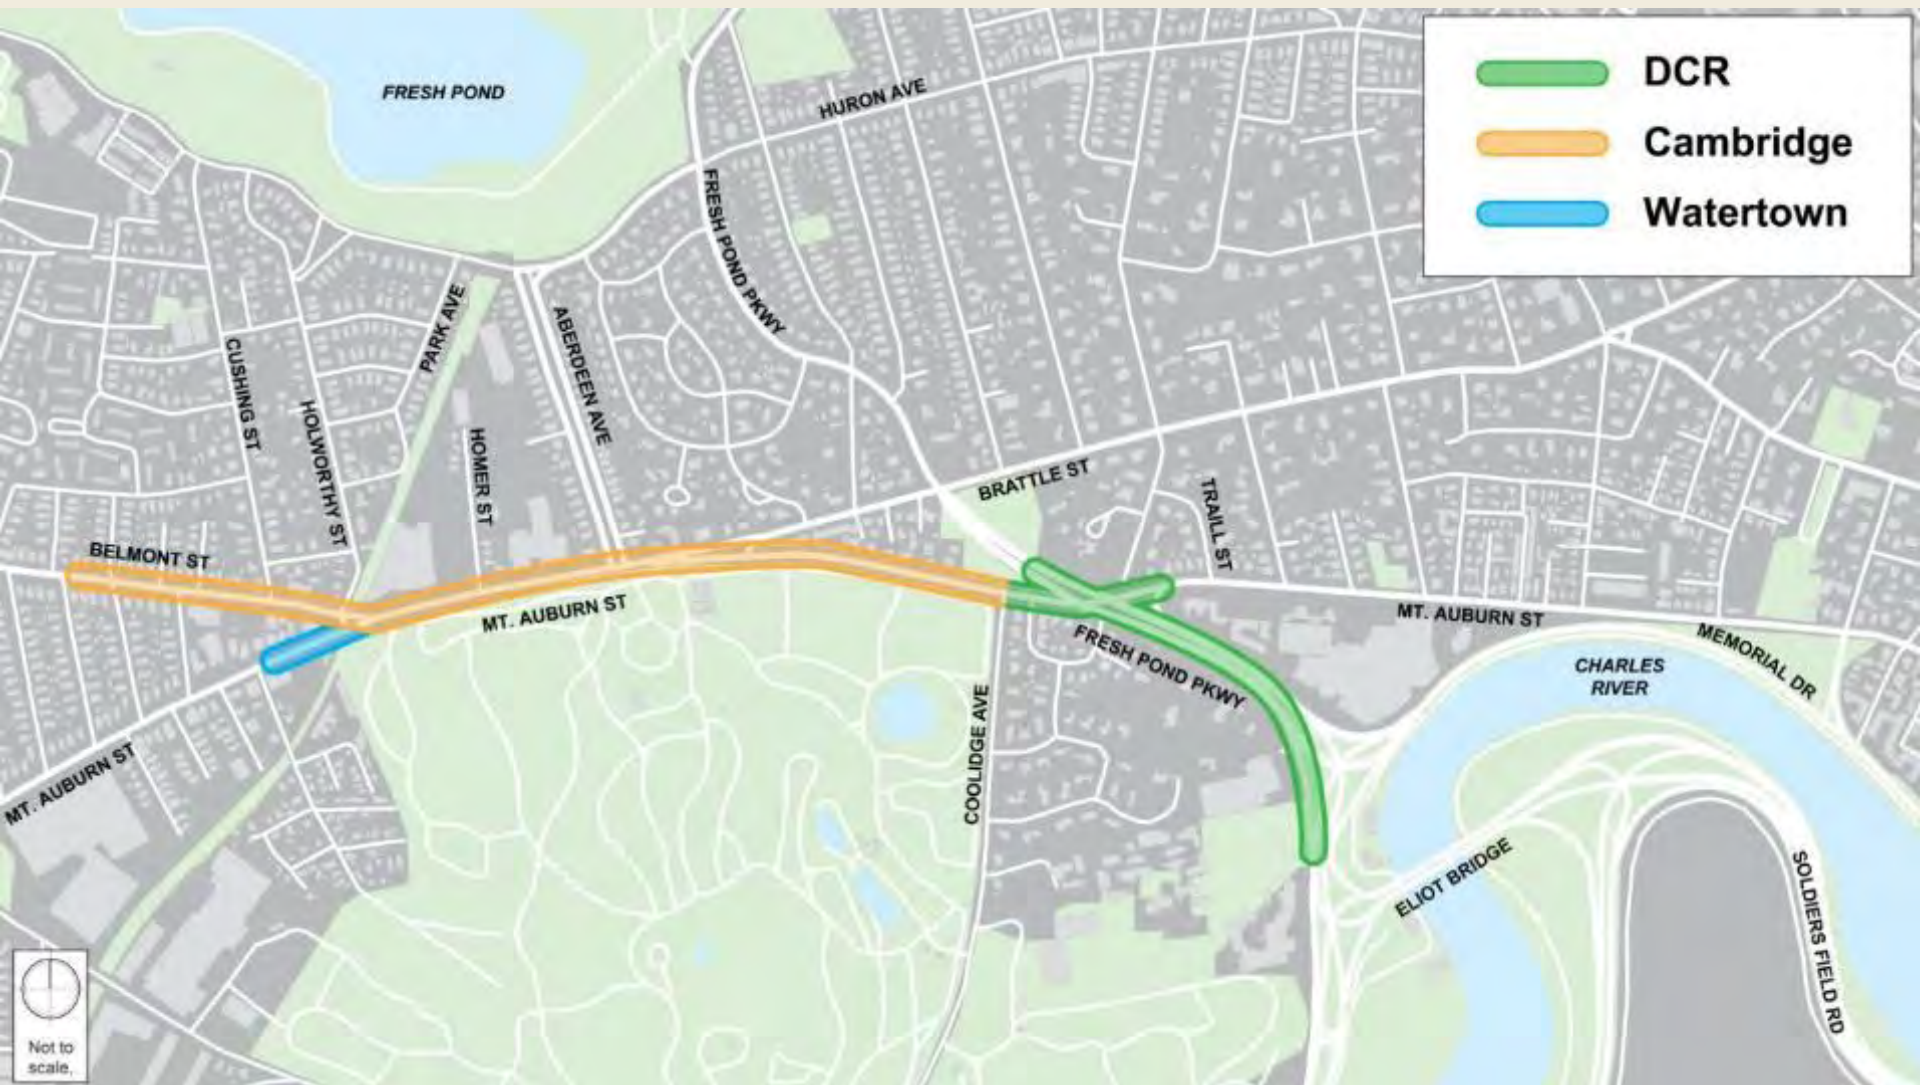 DCR
Cambridge
Watertown
FRESH POND
HURON AVE
FRESH POND PKWY
PARK AVE
ABERDEEN AVE
CUSHING ST
HOLWORTHY ST
HOMER ST
BRATTLE ST
TRAILL ST
BELMONT ST
MT. AUBURN ST
MT. AUBURN ST
FRESH POND PKWY
MEMORIAL DR
CHARLES
RIVER
COOLIDGE AVE
MT. AUBURN ST
ELIOT BRIDGE
SOLDIERS FIELD RD
Not to
scale.